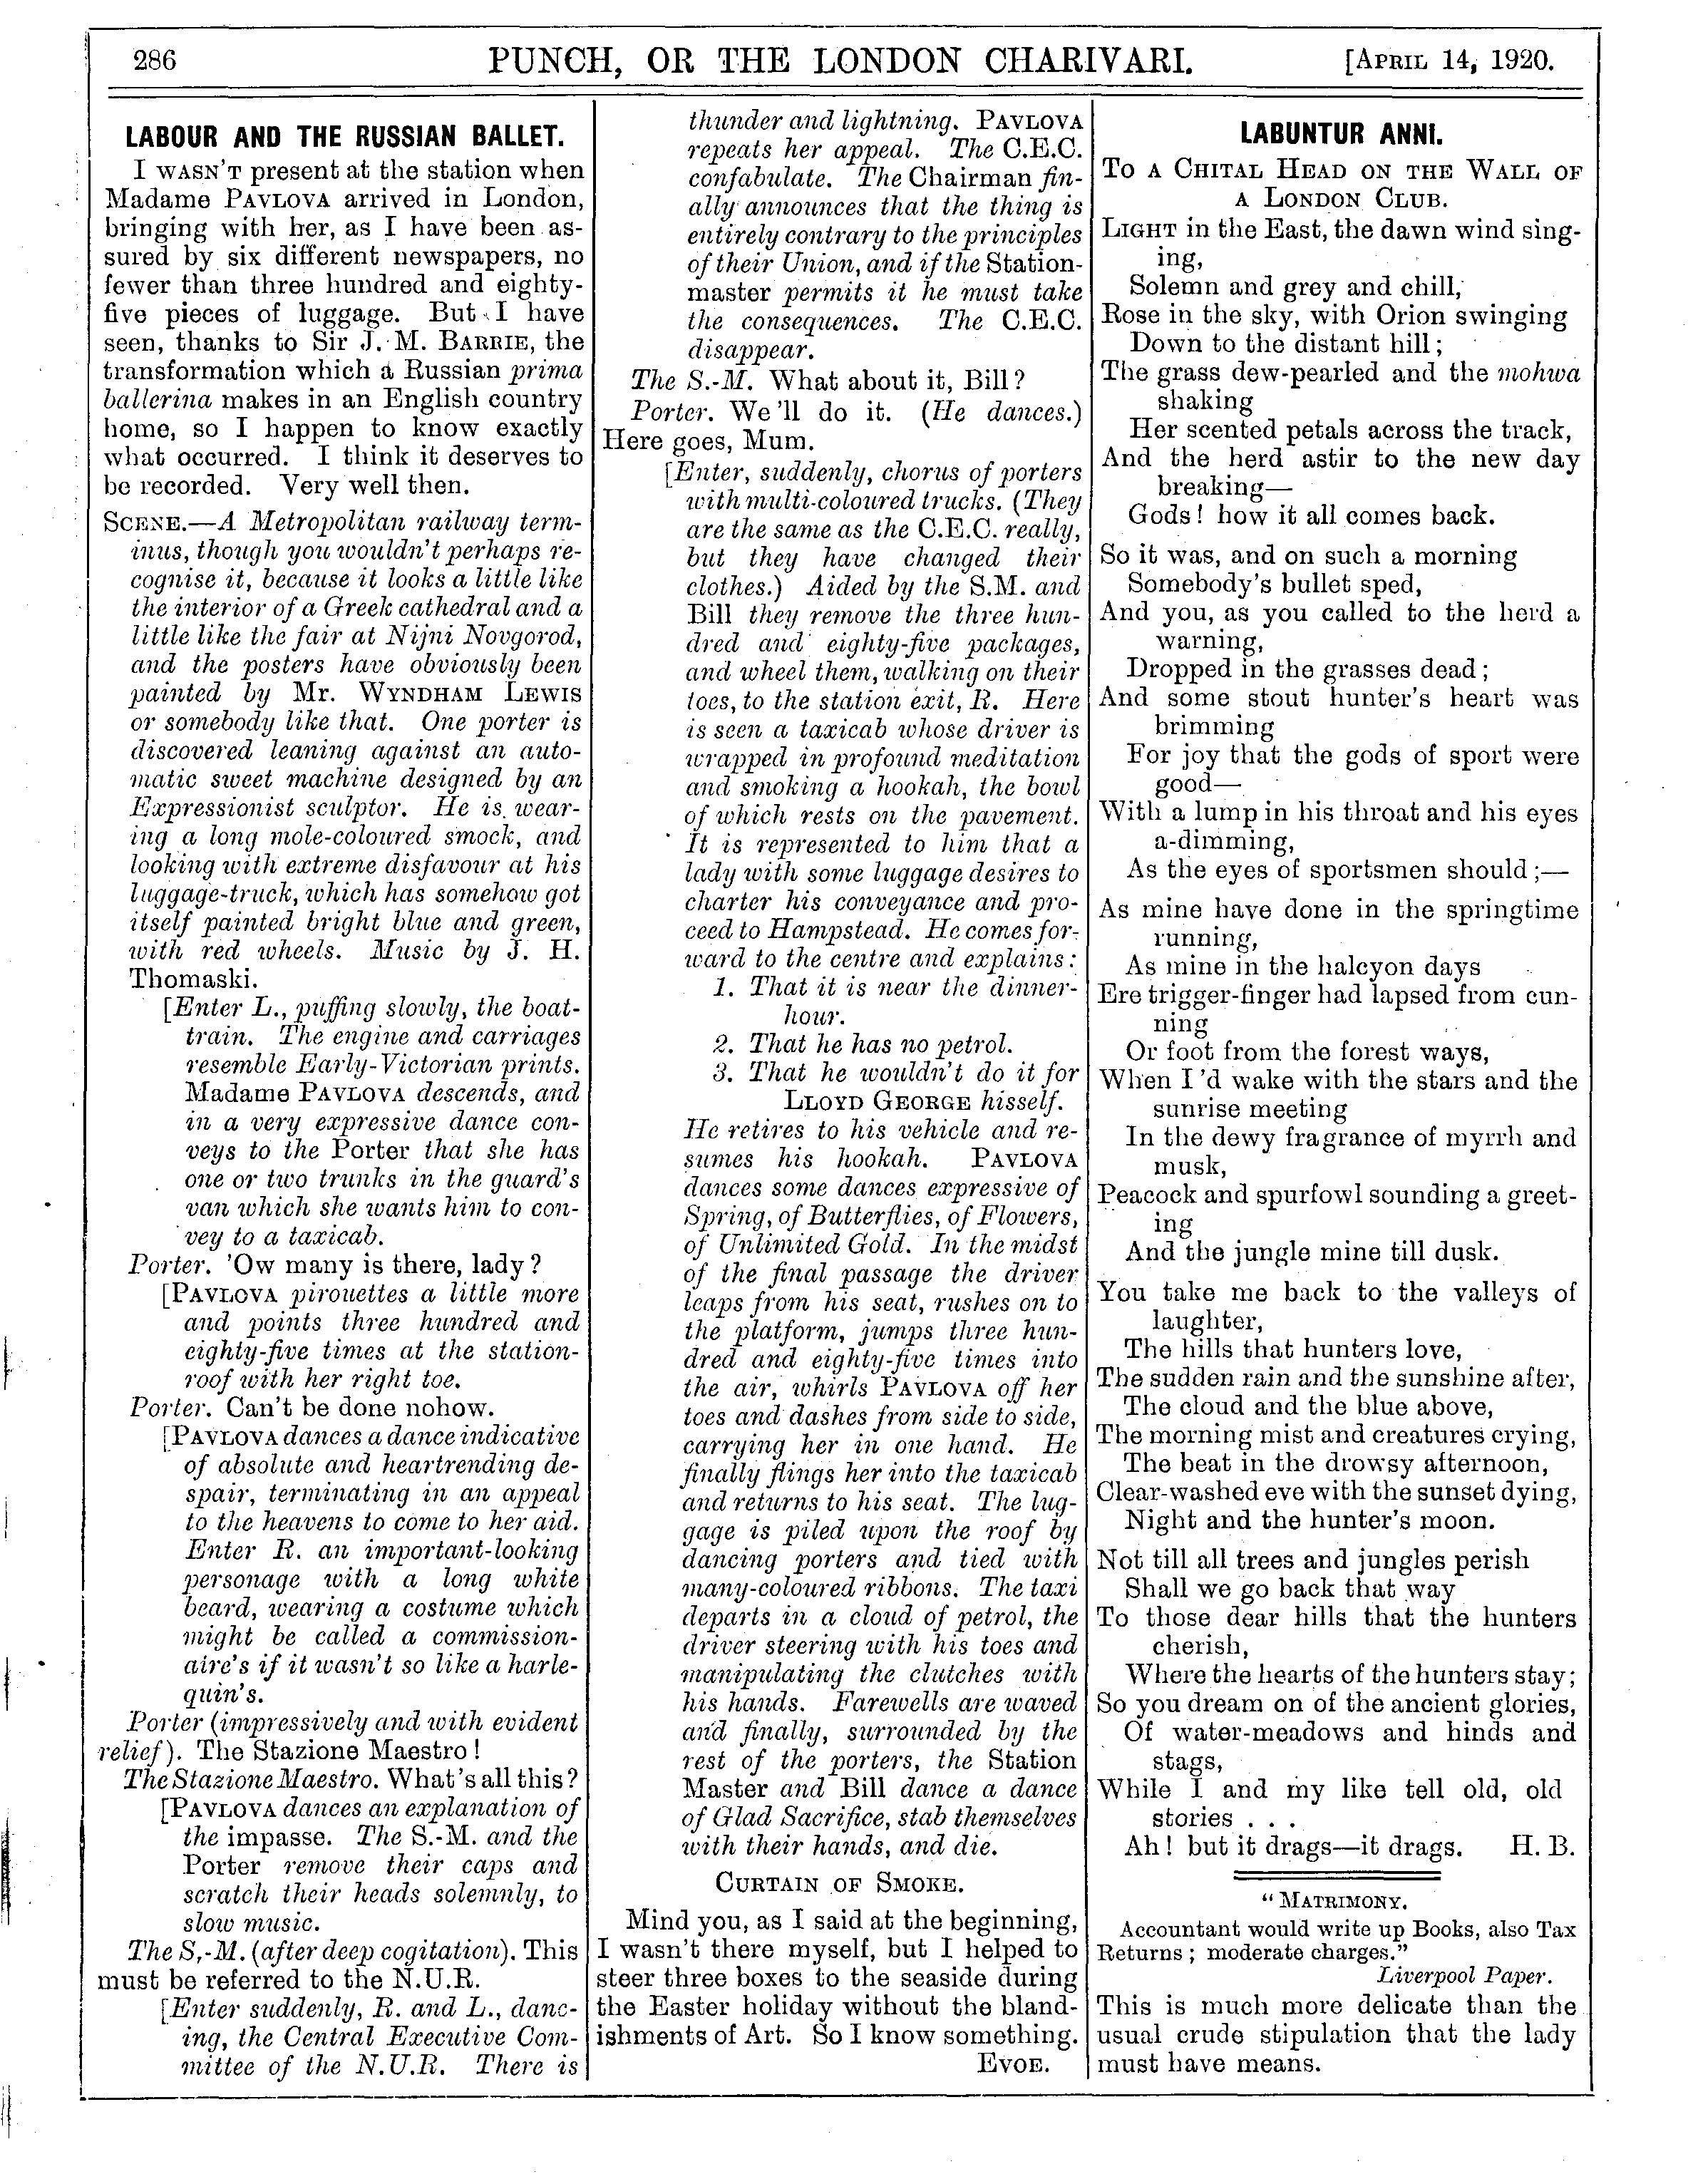 286
PUNCH, OR THE LONDON CHARIVARI.
[APRIL 14, 1920.
LABOUR AND THE RUSSIAN BALLET.
I WASN'T present at the station when
Madame PAVLOVA arrived in London,
bringing with her, as I have been as-
sured by six different newspapers, no
fewer than three hundred and eighty-
five pieces of luggage. But I have
seen, thanks to Sir J. M. BARRIE, the
transformation which a Russian prima
ballerina makes in an English country
home, so I happen to know exactly
what occurred. I think it deserves to
be recorded. Very well then.
SCENE.—A Metropolitan railway term-
inus, though you wouldn't perhaps re-
cognise it, because it looks a little like
the interior of a Greek cathedral and a
little like the fair at Nijni Novgorod,
and the posters have obviously been
painted by Mr. WYNDHAM LEWIS
or somebody like that. One porter is
discovered leaning against an auto-
matic sweet machine designed by an
Expressionist sculptor. He is wear-
ing a long mole-coloured smock, and
looking with extreme disfavour at his
luggage-truck, which has somehow got
itself painted bright blue and green,
with red wheels. Music by J. H.
Thomaski.
[Enter L., puffing slowly, the boat-
train. The engine and carriages
resemble Early-Victorian prints.
Madame PAVLOVA descends, and
in a very expressive dance con-
veys to the Porter that she has
one or two trunks in the guard's
van which she wants him to con-
vey to a taxicab.
Porter. 'Ow many is there, lady?
[PAVLOVA pirouettes a little more
and points three hundred and
eighty-five times at the station-
roof with her right toe.
Porter. Can't be done nohow.
[PAVLOVA dances a dance indicative
of absolute and heartrending de-
spair, terminating in an appeal
to the heavens to come to her aid.
Enter R. an important-looking
personage with a long white
beard, wearing a costume which
might be called a commission-
aire's if it wasn't so like a harle-
quin's.
Porter (impressively and with evident
relief). The Stazione Maestro!
The Stazione Maestro. What's all this?
[PAVLOVA dances an explanation of
the impasse. The S.-M. and the
Porter remove their caps and
scratch their heads solemnly, to
slow music.
The S,-M. (after deep cogitation). This
must be referred to the N.U.R.
[Enter suddenly, R. and L., danc-
ing, the Central Executive Com-
mittee of the N.U.R. There is
thunder and lightning. PAVLOVA
repeats her appeal. The C.E.C.
confabulate. The Chairman fin-
ally announces that the thing is
entirely contrary to the principles
of their Union, and if the Station-
master permits it he must take
the consequences. The C.E.C.
disappear.
The S.-M. What about it, Bill?
Porter. We'll do it. (He dances.)
Here goes, Mum.
[Enter, suddenly, chorus of porters
with multi-coloured trucks. (They
are the same as the C.E.C. really,
but they have changed their
clothes.) Aided by the S.M. and
Bill they remove the three hun-
dred and eighty-five packages,
and wheel them, walking on their
toes, to the station exit, R. Here
is seen a taxicab whose driver is
wrapped in profound meditation
and smoking a hookah, the bowl
of which rests on the pavement.
It is represented to him that a
lady with some luggage desires to
charter his conveyance and pro-
ceed to Hampstead. He comes for-
ward to the centre and explains:
1. That it is near the dinner-
hour.
2. That he has no petrol.
3. That he wouldn't do it for
LLOYD GEORGE hisself.
He retires to his vehicle and re-
sumes his hookah. PAVLOVA
dances some dances expressive of
Spring, of Butterflies, of Flowers,
of Unlimited Gold. In the midst
of the final passage the driver
leaps from his seat, rushes on to
the platform, jumps three hun-
dred and eighty-five times into
the air, whirls PAVLOVA off her
toes and dashes from side to side,
carrying her in one hand. He
finally flings her into the taxicab
and returns to his seat. The lug-
gage is piled upon the roof by
dancing porters and tied with
many-coloured ribbons. The taxi
departs in a cloud of petrol, the
driver steering with his toes and
manipulating the clutches with
his hands. Farewells are waved
and finally, surrounded by the
rest of the porters, the Station
Master and Bill dance a dance
of Glad Sacrifice, stab themselves
with their hands, and die.
CURTAIN OF SMOKE.
Mind you, as I said at the beginning,
I wasn't there myself, but I helped to
steer three boxes to the seaside during
the Easter holiday without the bland-
ishments of Art. So I know something.
EVOE.
LABUNTUR ANNI.
TO A CHITAL HEAD ON THE WALL OF
A LONDON CLUB.
LIGHT in the East, the dawn wind sing-
ing,
Solemn and grey and chill,
Rose in the sky, with Orion swinging
Down to the distant hill;
The grass dew-pearled and the mohwa
shaking
Her scented petals across the track,
And the herd astir to the new day
breaking—
Gods! how it all comes back.
So it was, and on such a morning
Somebody's bullet sped,
And you, as you called to the herd a
warning,
Dropped in the grasses dead;
And some stout hunter's heart was
brimming
For joy that the gods of sport were
good—
With a lump in his throat and his eyes
a-dimming,
As the eyes of sportsmen should;—
As mine have done in the springtime
running,
As mine in the halcyon days
Ere trigger-finger had lapsed from cun-
ning
Or foot from the forest ways,
When I'd wake with the stars and the
sunrise meeting
In the dewy fragrance of myrrh and
musk,
Peacock and spurfowl sounding a greet-
ing
And the jungle mine till dusk.
You take me back to the valleys of
laughter,
The hills that hunters love,
The sudden rain and the sunshine after,
The cloud and the blue above,
The morning mist and creatures crying,
The beat in the drowsy afternoon,
Clear-washed eve with the sunset dying,
Night and the hunter's moon.
Not till all trees and jungles perish
Shall we go back that way
To those dear hills that the hunters
cherish,
Where the hearts of the hunters stay;
So you dream on of the ancient glories,
Of water-meadows and hinds and
stags,
While I and my like tell old, old
stories . . .
Ah! but it drags—it drags. H. B.
"MATRIMONY.
Accountant would write up Books, also Tax
Returns; moderate charges."
Liverpool Paper.
This is much more delicate than the
usual crude stipulation that the lady
must have means.